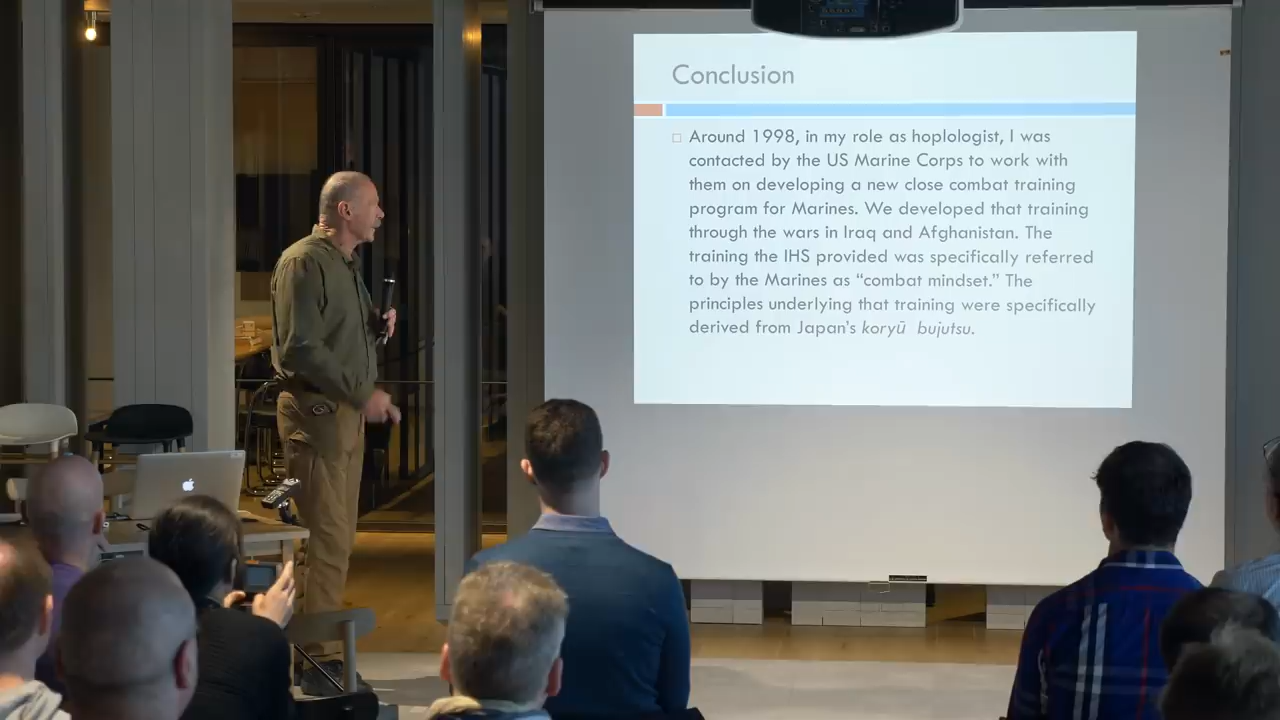 Conclusion
Around 1998, in my role as hoplologist, I was
contacted by the US Marine Corps to work with
them on developing a new close combat training
program for Marines. We developed that training
through the wars in Iraq and Afghanistan. The
training the IHS provided was specifically referred
to by the Marines as “combat mindset.” The
principles underlying that training were specifically
derived from Japan's koryū bujutsu.